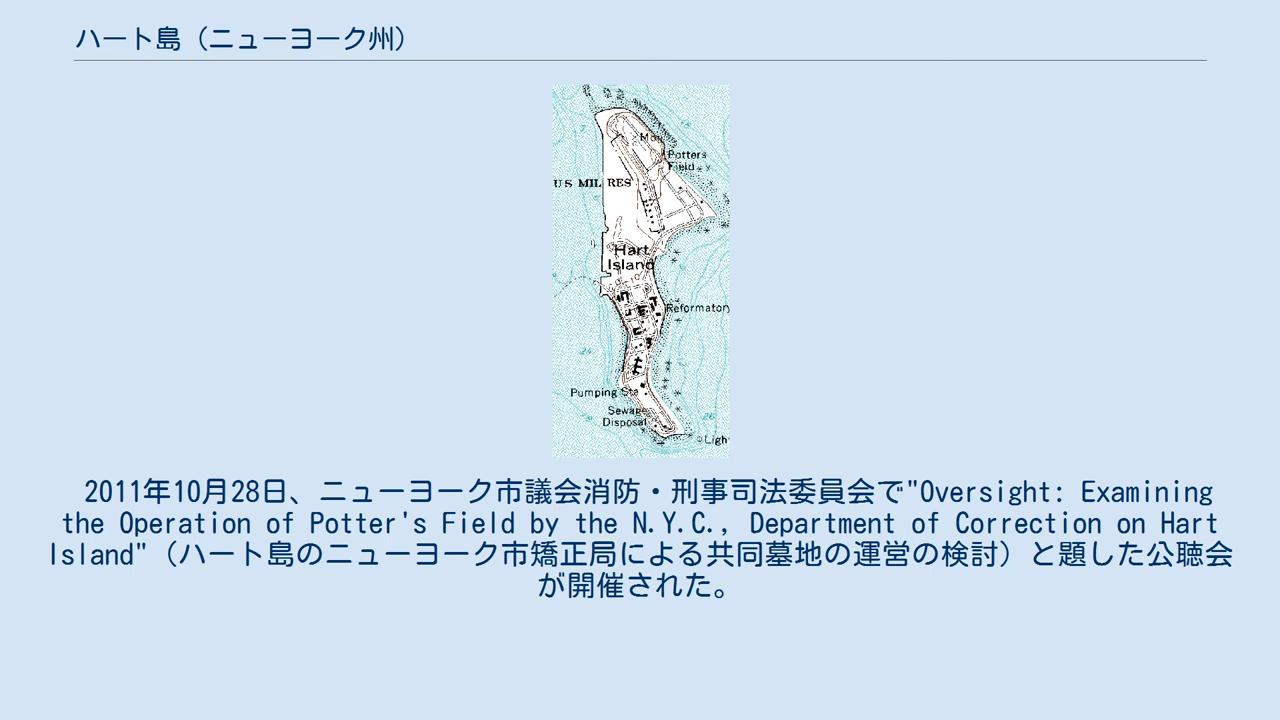 ハート島（ニューヨーク州）
Potters
Field
US MIL RES
Hart
Island
Reformatory
Pumping Sta
Sewage
Disposal
2011年10月28日、ニューヨーク市議会消防・刑事司法委員会で"Oversight: Examining
the Operation of Potter's Field by the N.Y.C., Department of Correction on Hart
Island"（ハート島のニューヨーク市矯正局による共同墓地の運営の検討）と題した公聴会
が開催された。